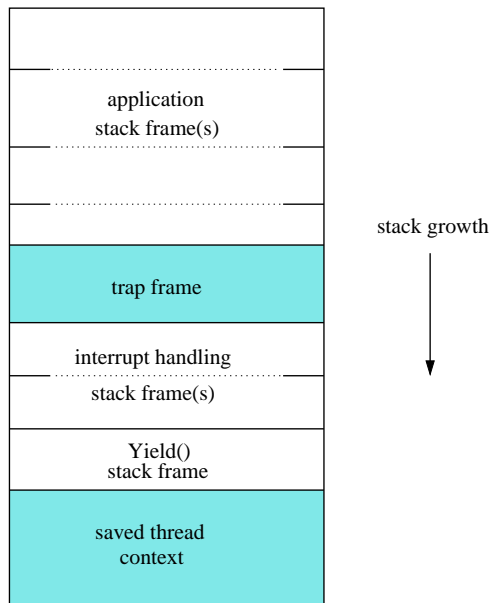 application
stack frame(s)
stack growth
trap frame
interrupt handling
stack frame(s)
Yield()
stack frame
saved thread
context